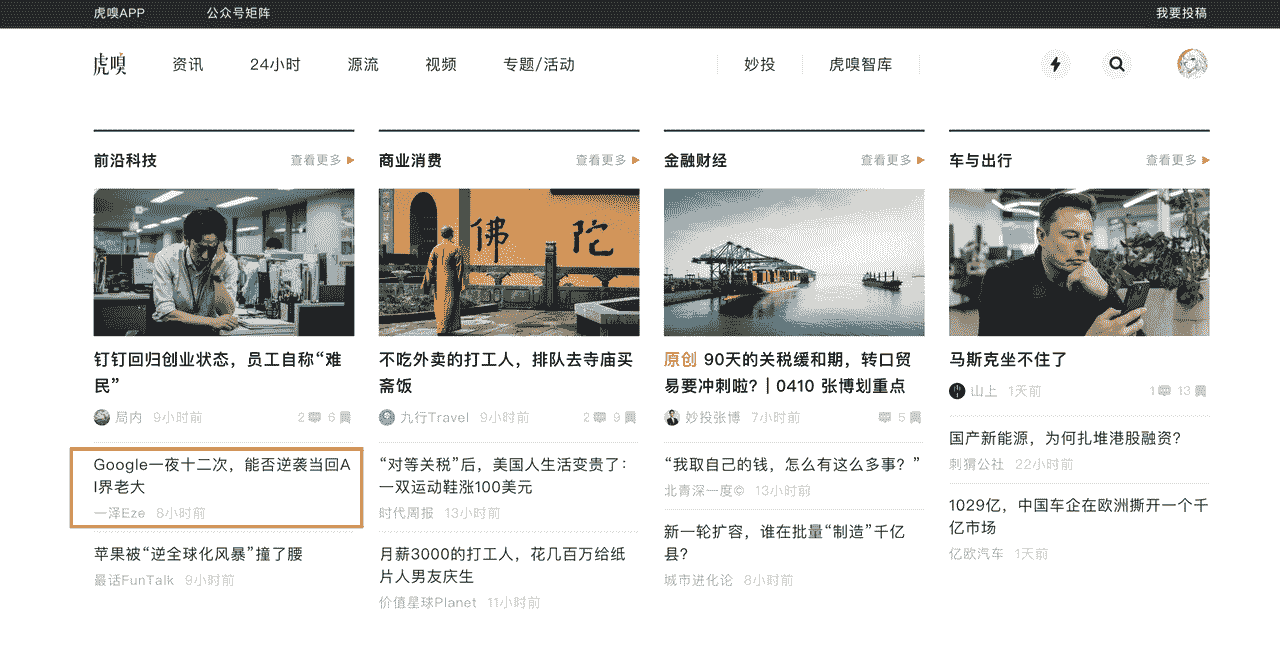 虎嗅APP
公众号矩阵
我要投稿
虎嗅
资讯
24小时
源流
视频
专题/活动
妙投
虎嗅智库
前沿科技
查看更多
钉钉回归创业状态，员工自称“难
民”
局内 9小时前
2 6
Google一夜十二次，能否逆袭当回A
I界老大
一泽Eze 8小时前
苹果被“逆全球化风暴”撞了腰
最话FunTalk 9小时前
商业消费
查看更多
佛 陀
不吃外卖的打工人，排队去寺庙买
斋饭
九行Travel 9小时前
2 9
“对等关税”后，美国人生活变贵了：
一双运动鞋涨100美元
时代周报 13小时前
月薪3000的打工人，花几百万给纸
片人男友庆生
价值星球Planet 11小时前
金融财经
查看更多
原创 90天的关税缓和期，转口贸
易要冲刺啦？| 0410 张博划重点
妙投张博 7小时前
5
“我取自己的钱，怎么有这么多事？”
北青深一度© 13小时前
新一轮扩容，谁在批量“制造”千亿
县？
城市进化论 8小时前
车与出行
查看更多
马斯克坐不住了
山上 1天前
1 13
国产新能源，为何扎堆港股融资？
刺猬公社 22小时前
1029亿，中国车企在欧洲撕开一个千
亿市场
亿欧汽车 1天前